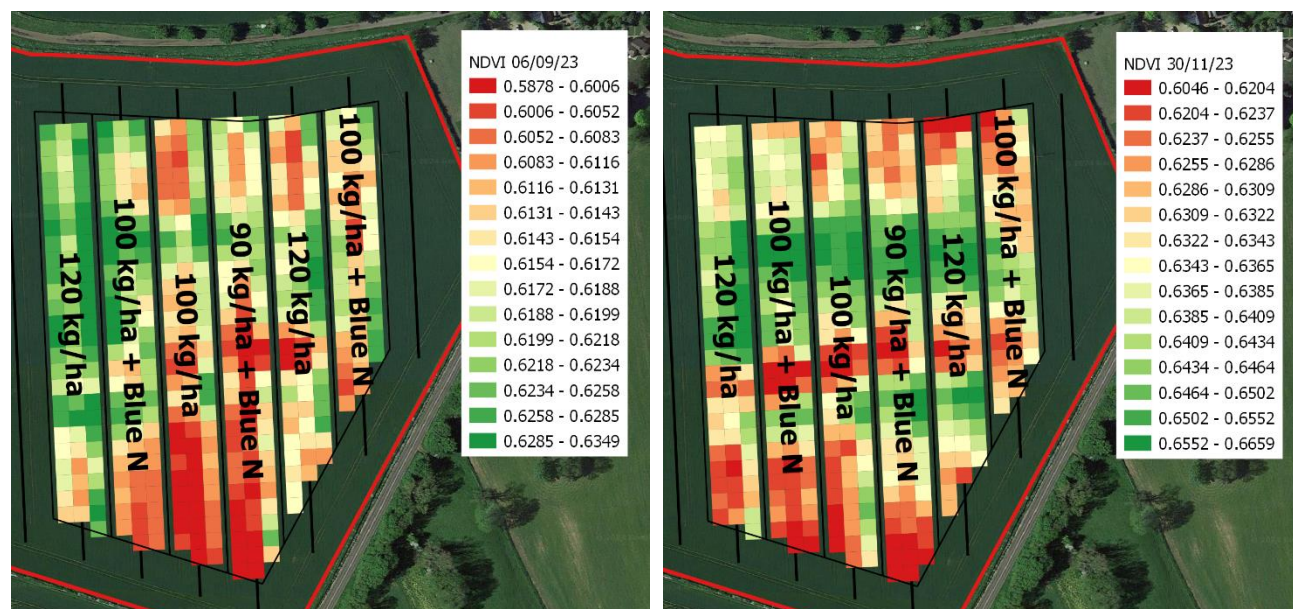 NDVI 06/09/23
0.5878 - 0.6006
0.6006 - 0.6052
0.6052 - 0.6083
0.6083 - 0.6116
0.6116 - 0.6131
0.6131 - 0.6143
0.6143 - 0.6154
0.6154 - 0.6172
0.6172 - 0.6188
0.6188 - 0.6199
0.6199 - 0.6218
0.6218 - 0.6234
0.6234 - 0.6258
0.6258 - 0.6285
0.6285 - 0.6349
120 kg/ha
100 kg/ha + Blue N
100 kg/ha
90 kg/ha + Blue N
120 kg/ha
100 kg/ha + Blue N
NDVI 30/11/23
0.6046 - 0.6204
0.6204 - 0.6237
0.6237 - 0.6255
0.6255 - 0.6286
0.6286 - 0.6309
0.6309 - 0.6322
0.6322 - 0.6343
0.6343 - 0.6365
0.6365 - 0.6385
0.6385 - 0.6409
0.6409 - 0.6434
0.6434 - 0.6464
0.6464 - 0.6502
0.6502 - 0.6552
0.6552 - 0.6659
120 kg/ha
100 kg/ha + Blue N
100 kg/ha
90 kg/ha + Blue N
120 kg/ha
100 kg/ha + Blue N